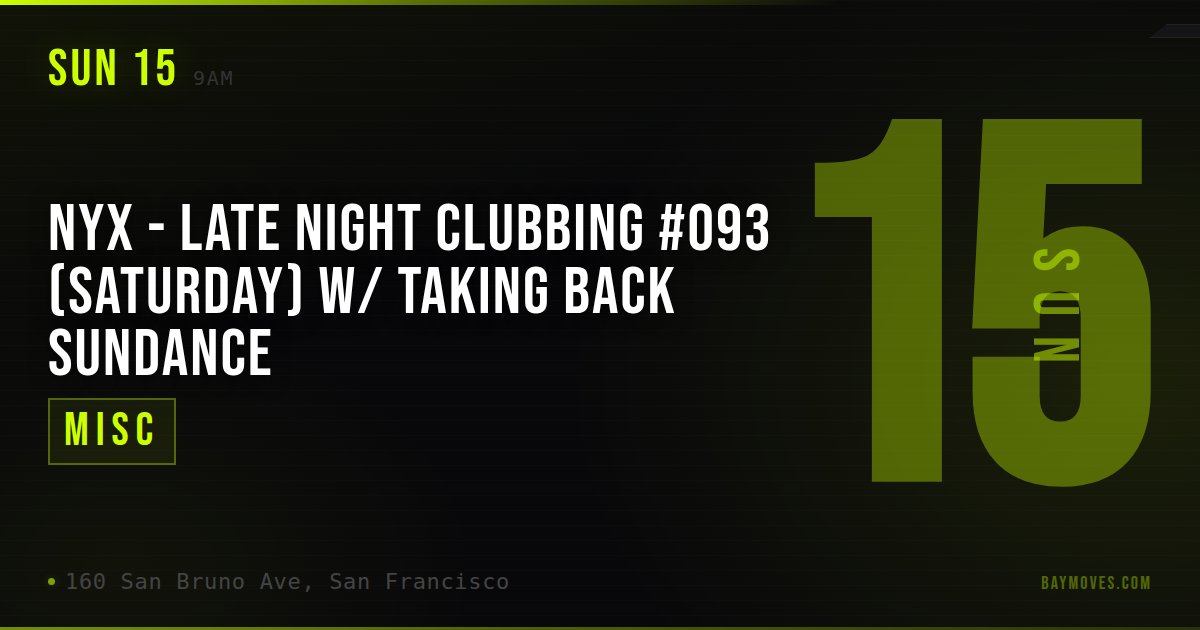 SUN 15 9AM
NYX - LATE NIGHT CLUBBING #093
(SATURDAY) W/ TAKING BACK
SUNDANCE
MISC
15
SUN
160 San Bruno Ave, San Francisco
BAYMOVES.COM